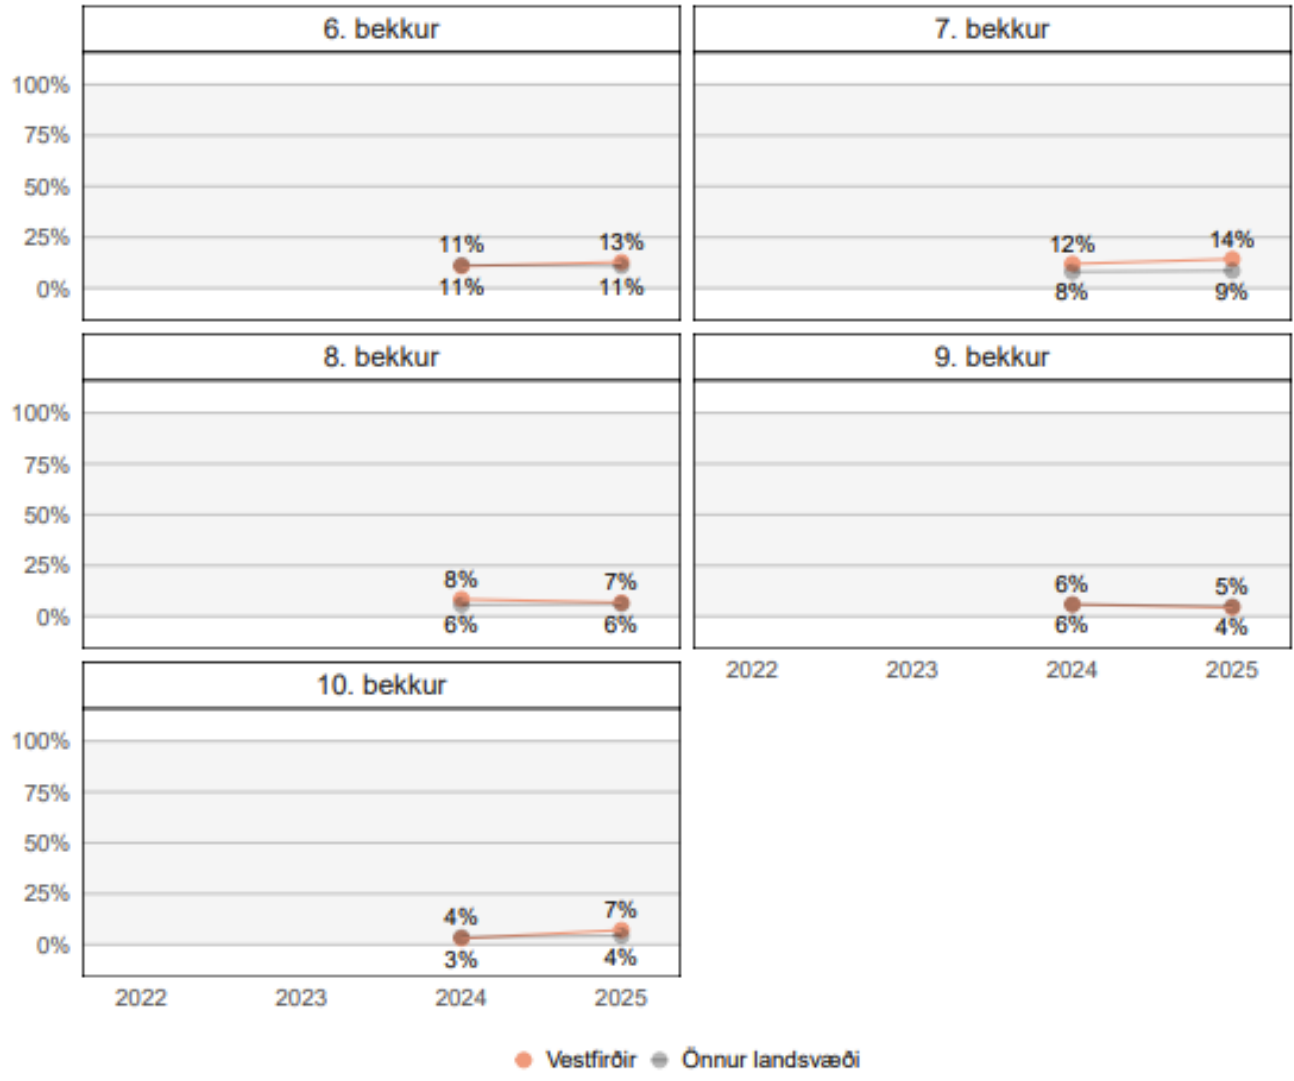 6. bekkur 7. bekkur
100%
75%
50%
25% 11% 13% 12% 14%
0% 11% 11% 8% 9%
8. bekkur 9. bekkur
100%
75%
50%
25% 8% 7% 6% 5%
0% 6% 6% 6% 4%
2022 2023 2024 2025
10. bekkur
100%
75%
50%
25% 4% 7%
0% 3% 4%
2022 2023 2024 2025
Vestfirðir Önnur landsvæði